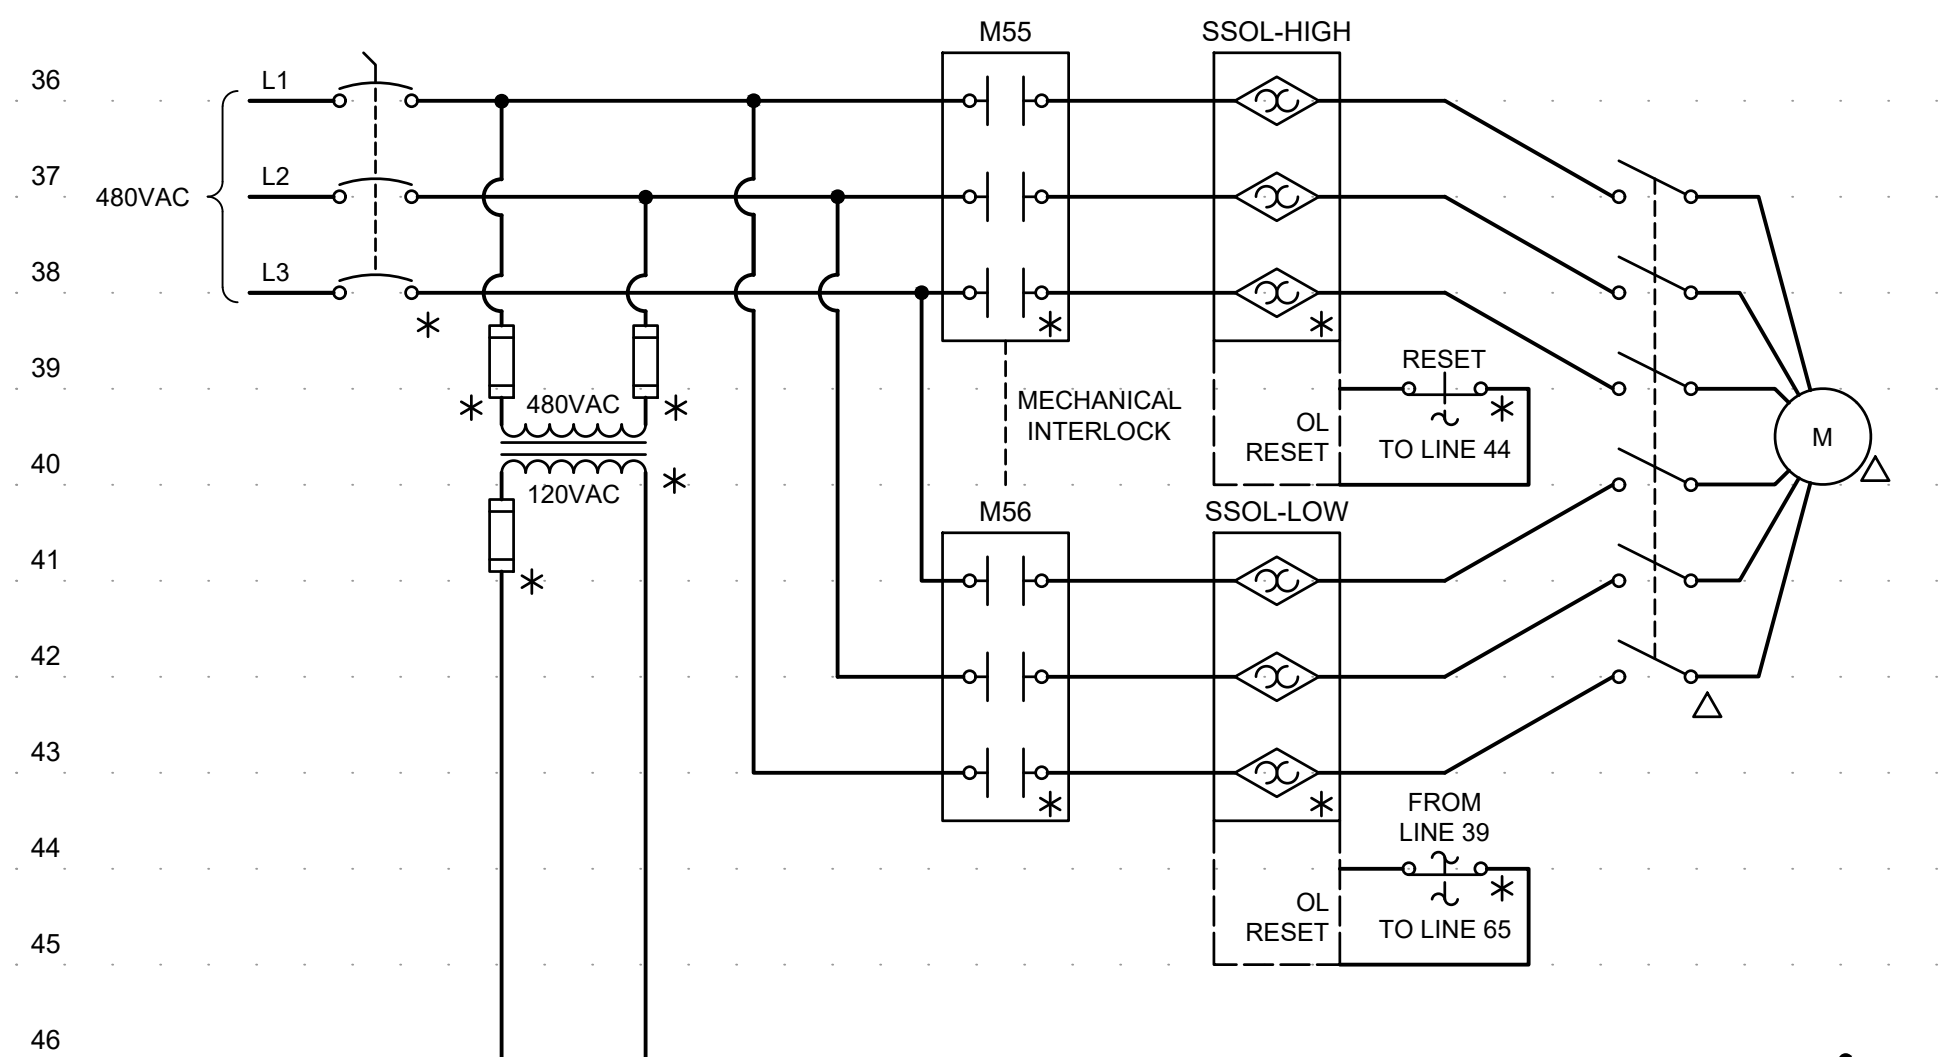 M55
SSOL-HIGH
36
L1
37
L2
480VAC
38
L3
39
RESET
480VAC
MECHANICAL
INTERLOCK
OL
RESET
TO LINE 44
M
40
120VAC
M56
SSOL-LOW
41
42
43
FROM
LINE 39
44
OL
RESET
TO LINE 65
45
46